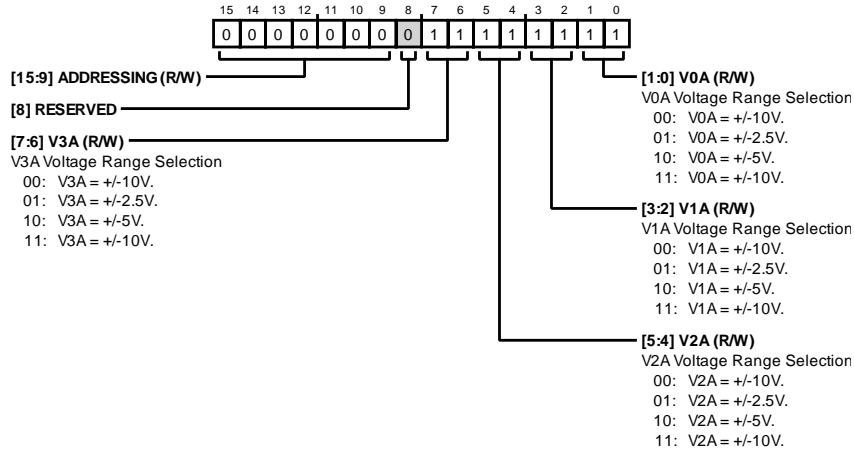 15 14 13 12 11 10 9 8 7 6 5 4 3 2 1 0
0 0 0 0 0 0 0 0 1 1 1 1 1 1 1 1
[15:9] ADDRESSING (R/W)
[8] RESERVED
[7:6] V3A (R/W)
V3A Voltage Range Selection
00: V3A = +/-10V.
01: V3A = +/-2.5V.
10: V3A = +/-5V.
11: V3A = +/-10V.
[1:0] V0A (R/W)
V0A Voltage Range Selection
00: V0A = +/-10V.
01: V0A = +/-2.5V.
10: V0A = +/-5V.
11: V0A = +/-10V.
[3:2] V1A (R/W)
V1A Voltage Range Selection
00: V1A = +/-10V.
01: V1A = +/-2.5V.
10: V1A = +/-5V.
11: V1A = +/-10V.
[5:4] V2A (R/W)
V2A Voltage Range Selection
00: V2A = +/-10V.
01: V2A = +/-2.5V.
10: V2A = +/-5V.
11: V2A = +/-10V.